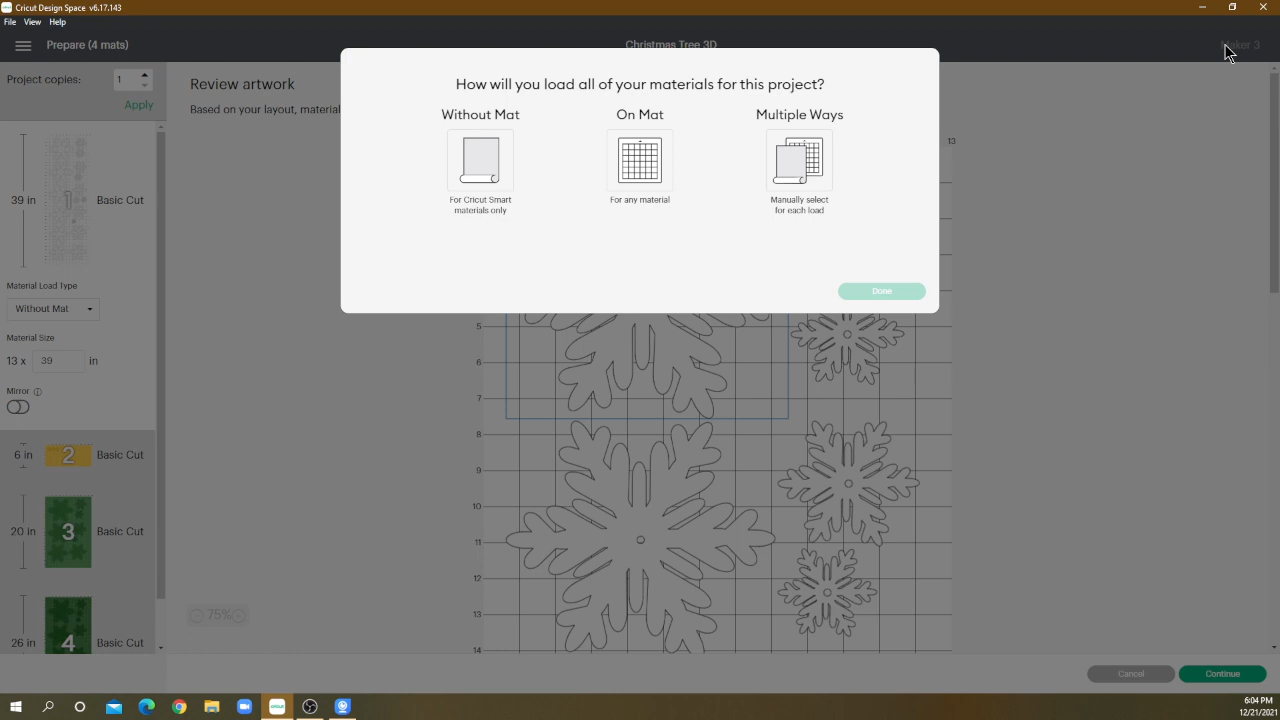 Cricut Design Space v6.17.143
File View Help
Prepare (4 mats)
Christmas Tree 3D
Maker 3
Project copies: 1
Apply
Review artwork
Based on your layout, material
How will you load all of your materials for this project?
Without Mat
For Cricut Smart
materials only
On Mat
For any material
Multiple Ways
Manually select
for each load
Done
39 in 1 Basic Cut
Material Load Type
Without Mat
Material Size
13 x 39 in
Mirror
6 in 2 Basic Cut
20 in 3 Basic Cut
26 in 4 Basic Cut
13
5
6
7
8
9
10
11
12
13
14
75%
Cancel
Continue
cricut
6:04 PM
12/21/2021